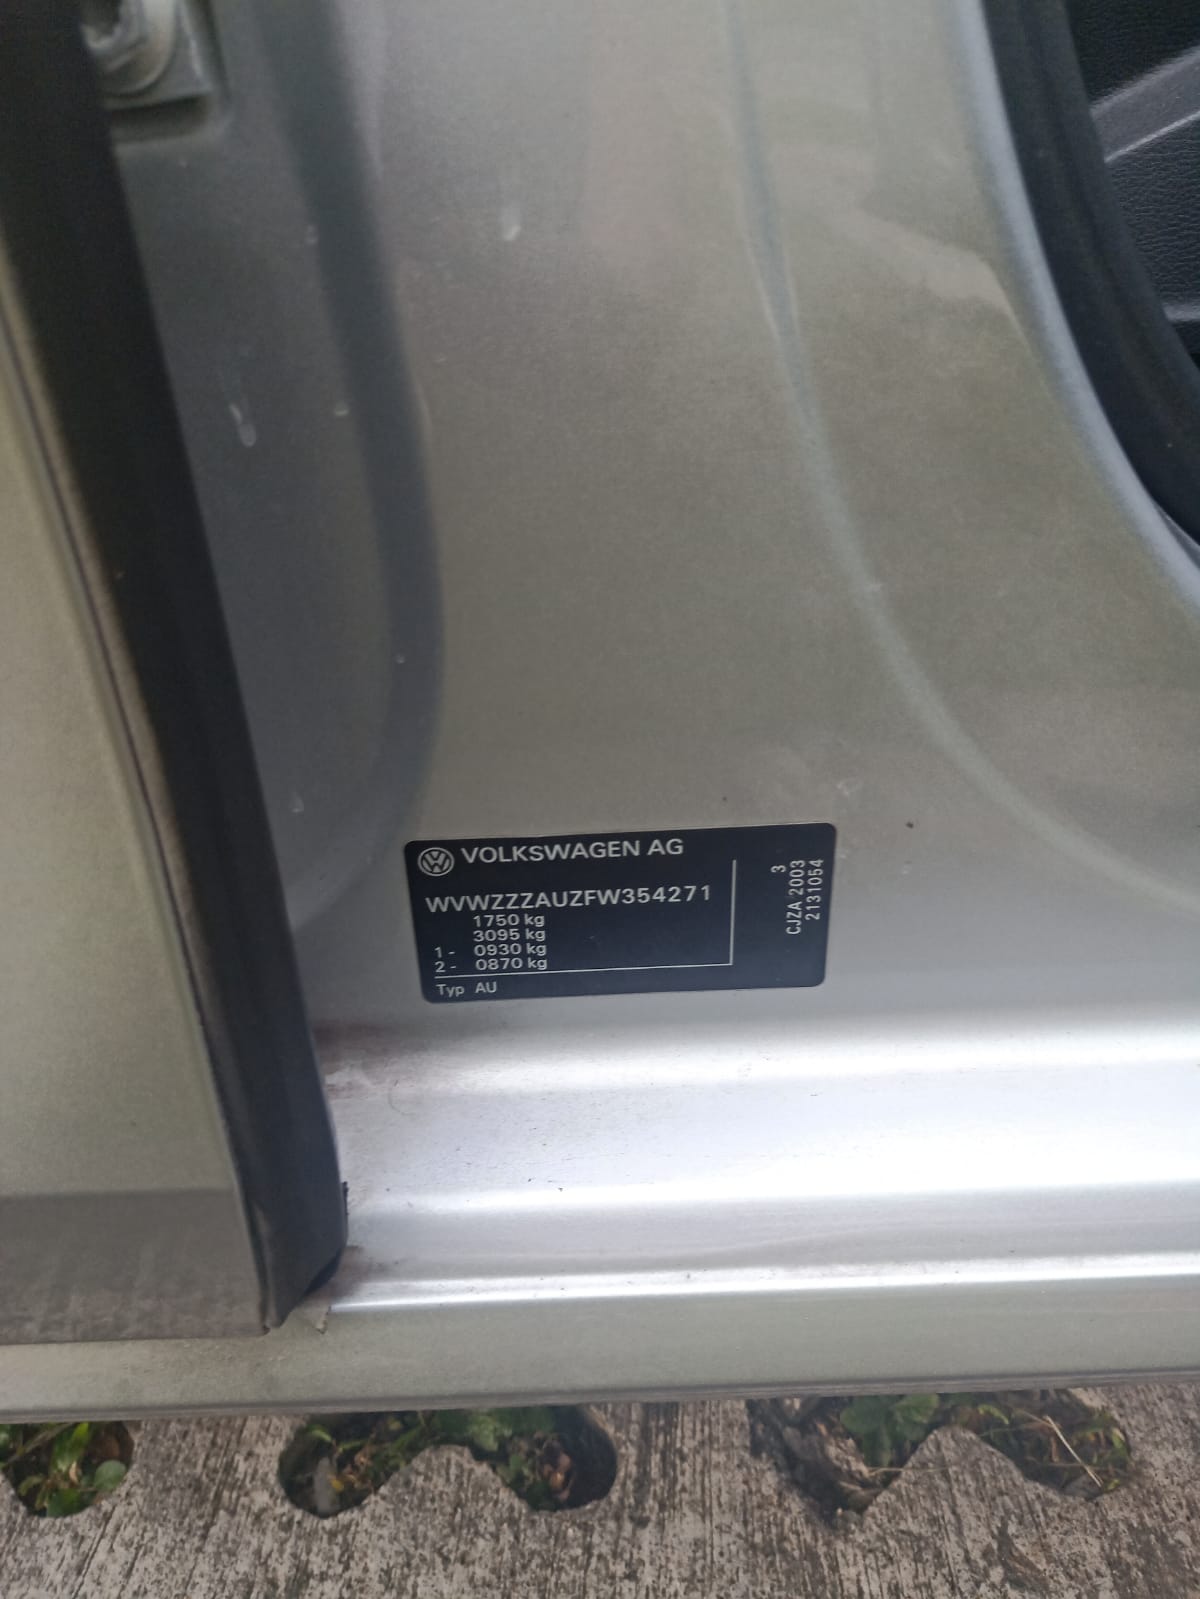 VOLKSWAGEN AG
WVWZZZAUZFW354271
1750 kg
3095 kg
1 - 0930 kg
2 - 0870 kg
Typ AU
3
CJZA 2003
2131054